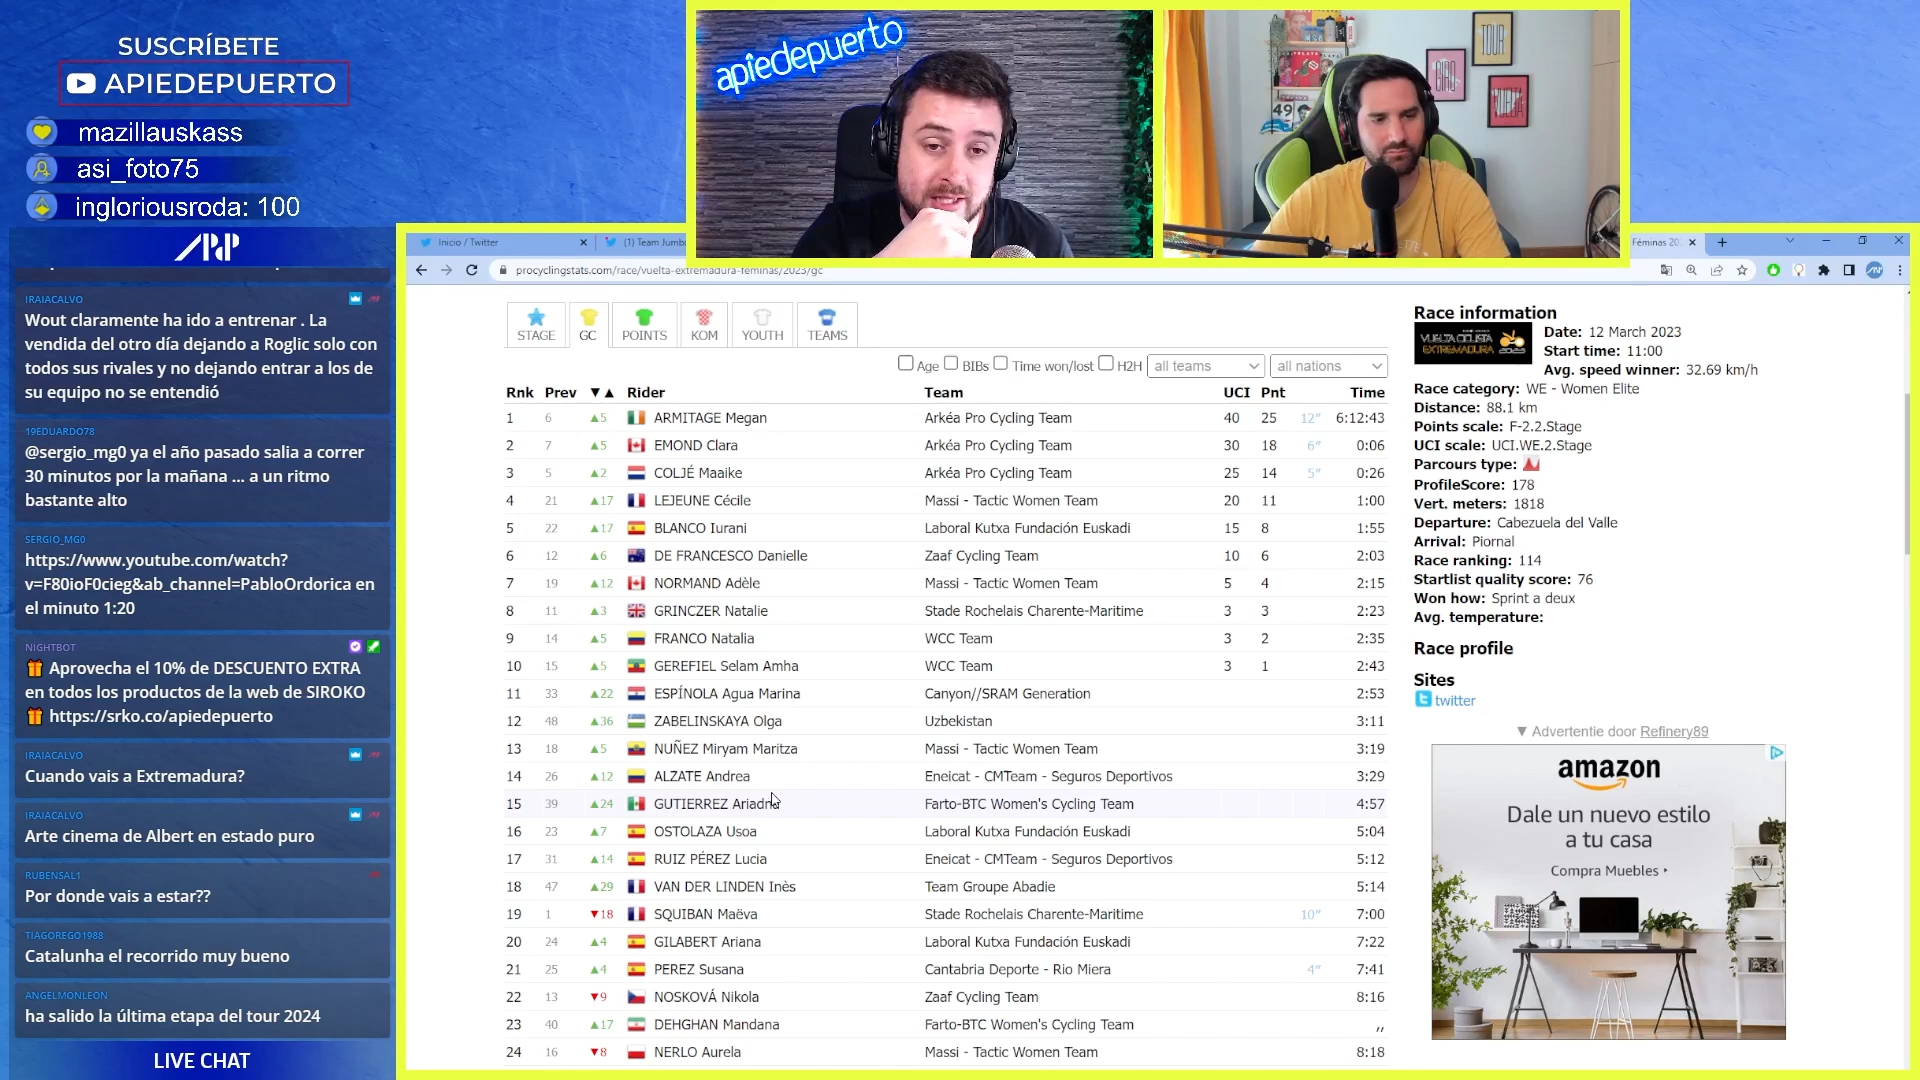 SUSCRÍBETE
APIEDEPUERTO
mazillauskass
asi_foto75
ingloriousroda: 100
apiedepuerto
TOUR
GIRO
49
IRAIACALVO
Wout claramente ha ido a entrenar . La
vendida del otro día dejando a Roglic solo con
todos sus rivales y no dejando entrar a los de
su equipo no se entendió
19EDUARDO78
@sergio_mg0 ya el año pasado salia a correr
30 minutos por la mañana ... a un ritmo
bastante alto
SERGIO_MG0
https://www.youtube.com/watch?
v=F80ioF0cieg&ab_channel=PabloOrdorica en
el minuto 1:20
NIGHTBOT
Aprovecha el 10% de DESCUENTO EXTRA
en todos los productos de la web de SIROKO
https://srko.co/apiedepuerto
IRAIACALVO
Cuando vais a Extremadura?
IRAIACALVO
Arte cinema de Albert en estado puro
RUBENSAL1
Por donde vais a estar??
TIAGOREGO1988
Catalunha el recorrido muy bueno
ANGELMONLEON
ha salido la última etapa del tour 2024
LIVE CHAT
Inicio / Twitter
(1) Team Jumb
Féminas 20
procyclingstats.com/race/vuelta-extremadura-feminas/2023/gc
STAGE GC POINTS KOM YOUTH TEAMS
Age BIBs Time won/lost H2H all teams all nations
Rnk Prev ▼▲ Rider Team UCI Pnt Time
1 6 ▲5 ARMITAGE Megan Arkéa Pro Cycling Team 40 25 12″ 6:12:43
2 7 ▲5 EMOND Clara Arkéa Pro Cycling Team 30 18 6″ 0:06
3 5 ▲2 COLJÉ Maaike Arkéa Pro Cycling Team 25 14 5″ 0:26
4 21 ▲17 LEJEUNE Cécile Massi - Tactic Women Team 20 11 1:00
5 22 ▲17 BLANCO Iurani Laboral Kutxa Fundación Euskadi 15 8 1:55
6 12 ▲6 DE FRANCESCO Danielle Zaaf Cycling Team 10 6 2:03
7 19 ▲12 NORMAND Adèle Massi - Tactic Women Team 5 4 2:15
8 11 ▲3 GRINCZER Natalie Stade Rochelais Charente-Maritime 3 3 2:23
9 14 ▲5 FRANCO Natalia WCC Team 3 2 2:35
10 15 ▲5 GEREFIEL Selam Amha WCC Team 3 1 2:43
11 33 ▲22 ESPÍNOLA Agua Marina Canyon//SRAM Generation 2:53
12 48 ▲36 ZABELINSKAYA Olga Uzbekistan 3:11
13 18 ▲5 NUÑEZ Miryam Maritza Massi - Tactic Women Team 3:19
14 26 ▲12 ALZATE Andrea Eneicat - CMTeam - Seguros Deportivos 3:29
15 39 ▲24 GUTIERREZ Ariadna Farto-BTC Women's Cycling Team 4:57
16 23 ▲7 OSTOLAZA Usoa Laboral Kutxa Fundación Euskadi 5:04
17 31 ▲14 RUIZ PÉREZ Lucia Eneicat - CMTeam - Seguros Deportivos 5:12
18 47 ▲29 VAN DER LINDEN Inès Team Groupe Abadie 5:14
19 1 ▼18 SQUIBAN Maëva Stade Rochelais Charente-Maritime 10″ 7:00
20 24 ▲4 GILABERT Ariana Laboral Kutxa Fundación Euskadi 7:22
21 25 ▲4 PEREZ Susana Cantabria Deporte - Rio Miera 4″ 7:41
22 13 ▼9 NOSKOVÁ Nikola Zaaf Cycling Team 8:16
23 40 ▲17 DEHGHAN Mandana Farto-BTC Women's Cycling Team ,,
24 16 ▼8 NERLO Aurela Massi - Tactic Women Team 8:18
Race information
VUELTA CICLISTA
EXTREMADURA 2023
Date: 12 March 2023
Start time: 11:00
Avg. speed winner: 32.69 km/h
Race category: WE - Women Elite
Distance: 88.1 km
Points scale: F-2.2.Stage
UCI scale: UCI.WE.2.Stage
Parcours type:
ProfileScore: 178
Vert. meters: 1818
Departure: Cabezuela del Valle
Arrival: Piornal
Race ranking: 114
Startlist quality score: 76
Won how: Sprint a deux
Avg. temperature:
Race profile
Sites
twitter
▼ Advertentie door Refinery89
amazon
Dale un nuevo estilo
a tu casa
Compra Muebles